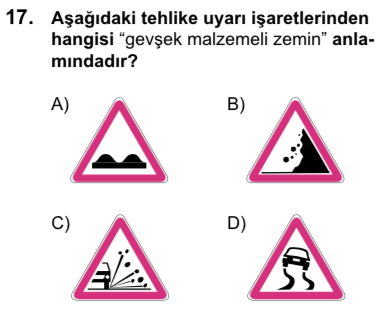 17. Aşağıdaki tehlike uyarı işaretlerinden
hangisi “gevşek malzemeli zemin” anla-
mındadır?
A)
B)
C)
D)